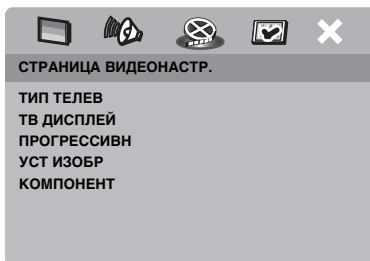 СТРАНИЦА ВИДЕОНАСТР.
ТИП ТЕЛЕВ
ТВ ДИСПЛЕЙ
ПРОГРЕССИВН
УСТ ИЗОБР
КОМПОНЕНТ